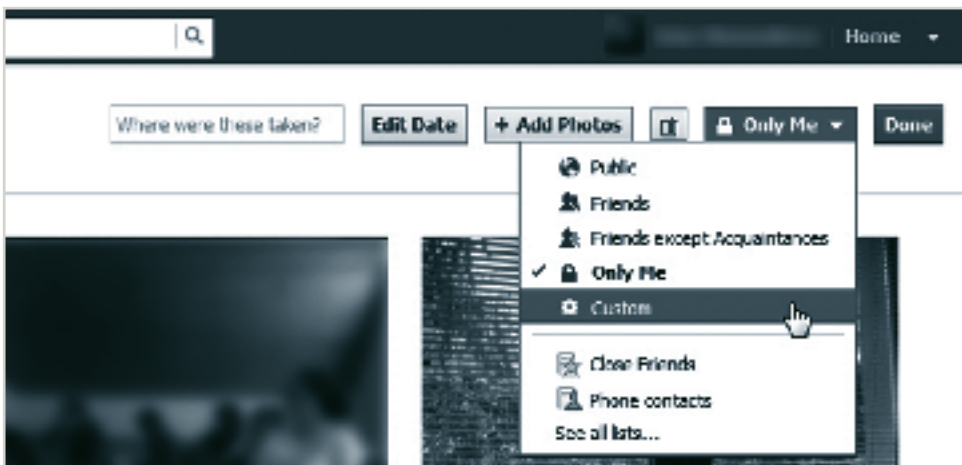 Home
Where were these taken? Edit Date + Add Photos Only Me Done
Public
Friends
Friends except Acquaintances
Only Me
Custom
Close Friends
Phone contacts
See all lists...